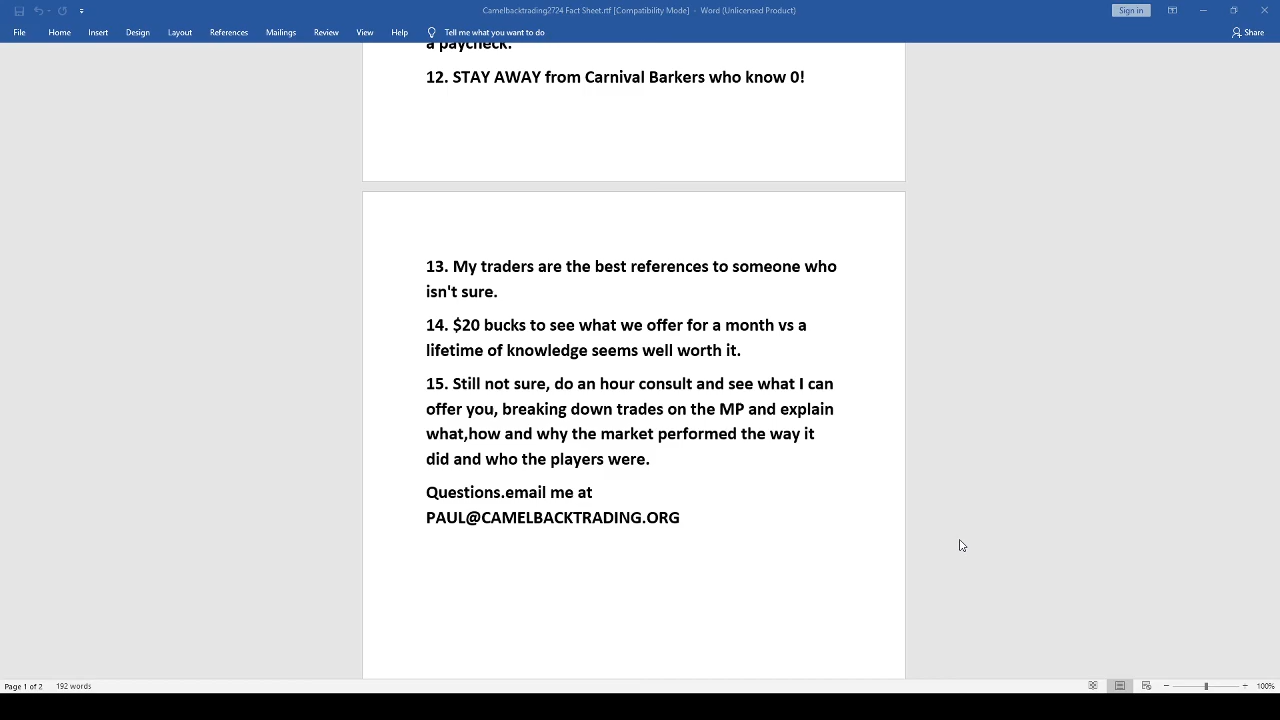 Camelbacktrading2724 Fact Sheet.rtf [Compatibility Mode] - Word (Unlicensed Product)
Sign in
File Home Insert Design Layout References Mailings Review View Help Tell me what you want to do Share
a paycheck.
12. STAY AWAY from Carnival Barkers who know 0!
13. My traders are the best references to someone who
isn't sure.
14. $20 bucks to see what we offer for a month vs a
lifetime of knowledge seems well worth it.
15. Still not sure, do an hour consult and see what I can
offer you, breaking down trades on the MP and explain
what,how and why the market performed the way it
did and who the players were.
Questions.email me at
PAUL@CAMELBACKTRADING.ORG
Page 1 of 2 192 words 100%